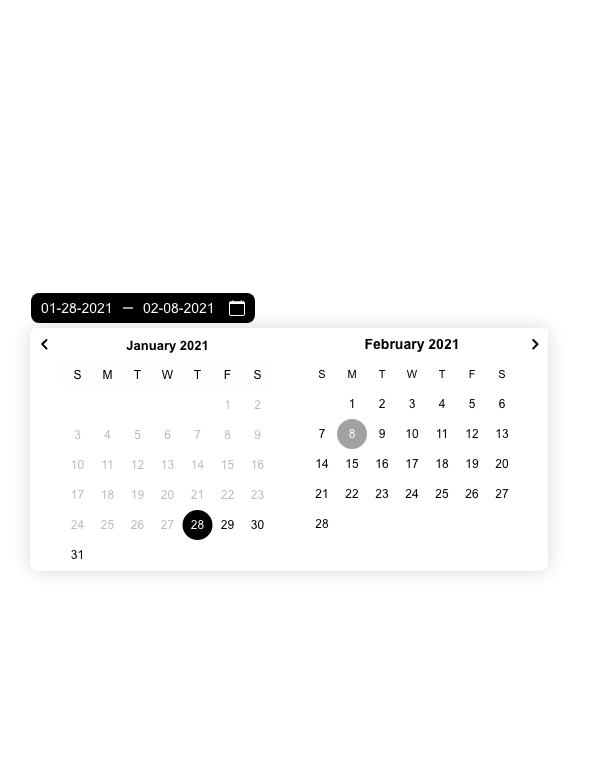 01-28-2021 — 02-08-2021
January 2021
S M T W T F S
1 2
3 4 5 6 7 8 9
10 11 12 13 14 15 16
17 18 19 20 21 22 23
24 25 26 27 28 29 30
31
February 2021
S M T W T F S
1 2 3 4 5 6
7 8 9 10 11 12 13
14 15 16 17 18 19 20
21 22 23 24 25 26 27
28